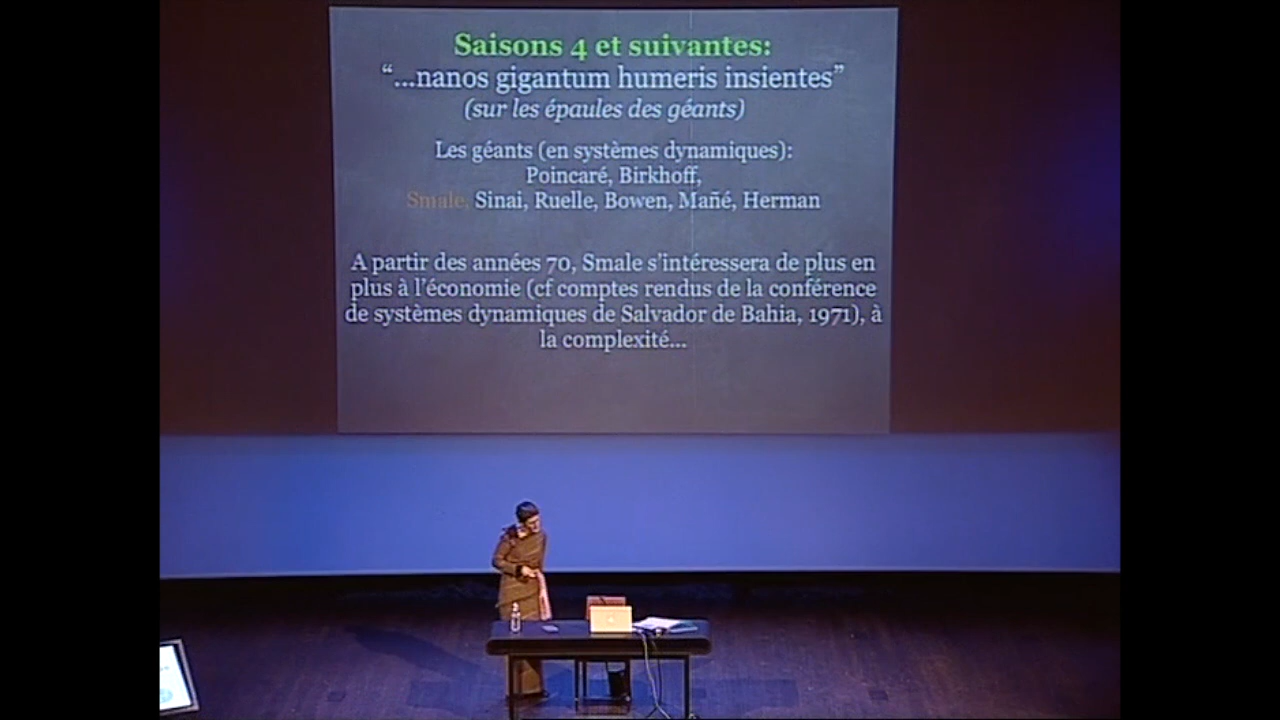 Saisons 4 et suivantes:
“...nanos gigantum humeris insientes”
(sur les épaules des géants)
Les géants (en systèmes dynamiques):
Poincaré, Birkhoff,
Smale, Sinai, Ruelle, Bowen, Mañé, Herman
A partir des années 70, Smale s'intéressera de plus en
plus à l'économie (cf comptes rendus de la conférence
de systèmes dynamiques de Salvador de Bahia, 1971), à
la complexité...